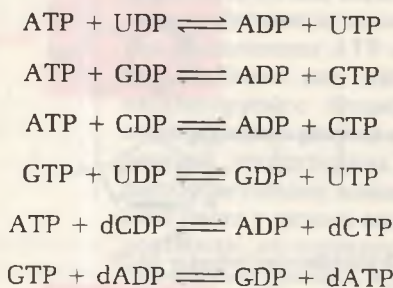 ATP + UDP ⇌ ADP + UTP
ATP + GDP ⇌ ADP + GTP
ATP + CDP ⇌ ADP + CTP
GTP + UDP ⇌ GDP + UTP
ATP + dCDP ⇌ ADP + dCTP
GTP + dADP ⇌ GDP + dATP